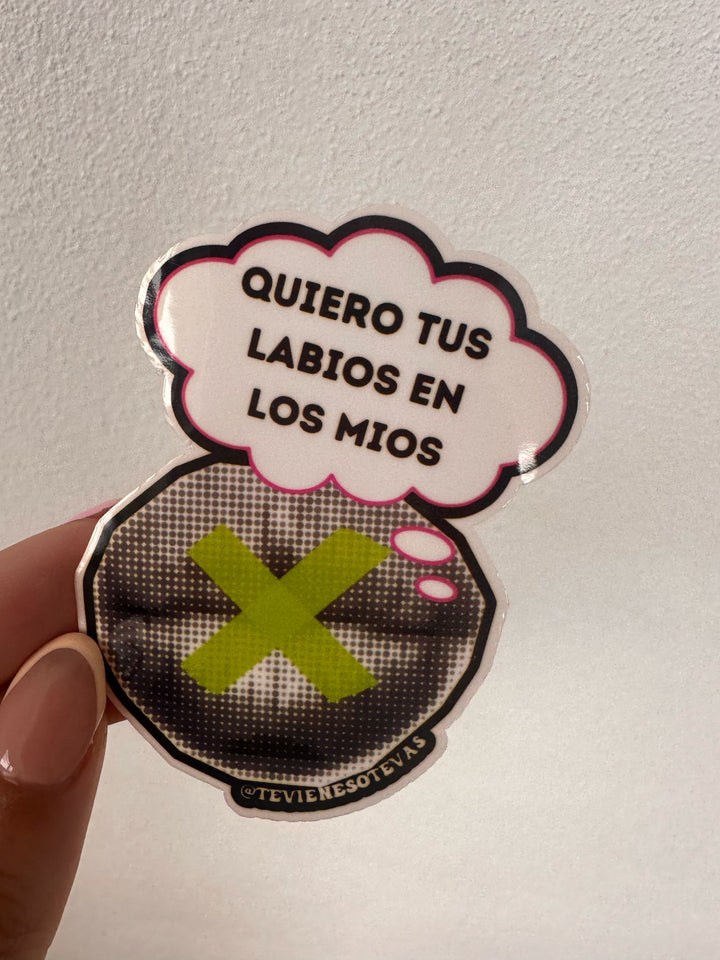 QUIERO TUS
LABIOS EN
LOS MIOS
@TEVIENESOTEVAS